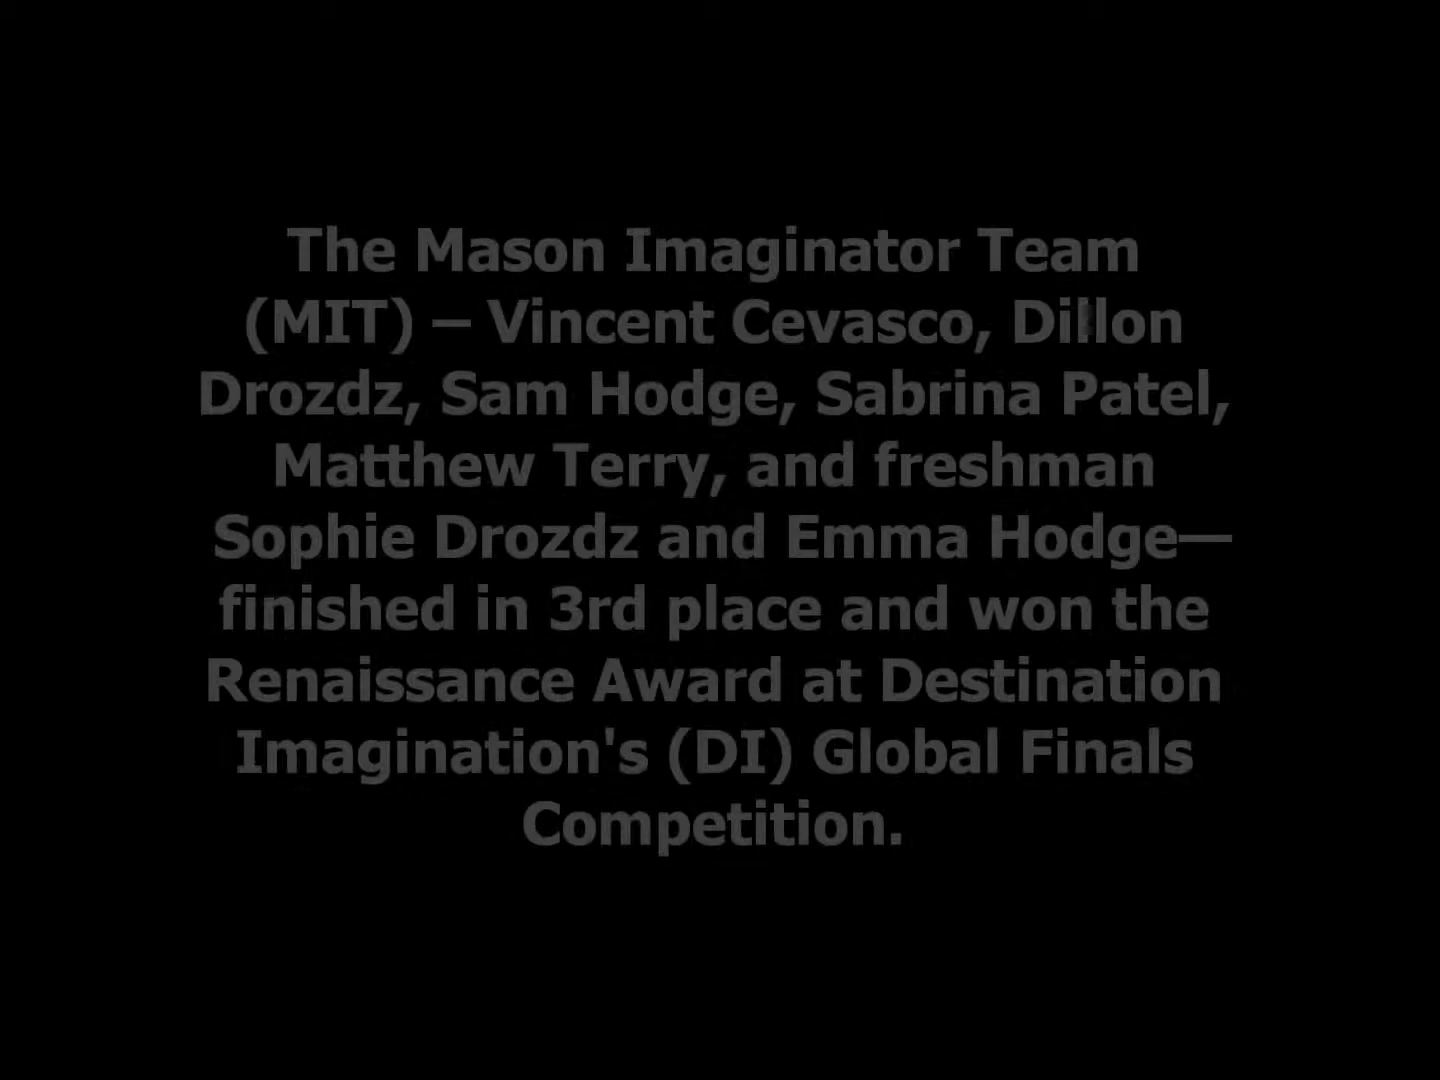 The Mason Imaginator Team
(MIT) – Vincent Cevasco, Dillon
Drozdz, Sam Hodge, Sabrina Patel,
Matthew Terry, and freshman
Sophie Drozdz and Emma Hodge—
finished in 3rd place and won the
Renaissance Award at Destination
Imagination's (DI) Global Finals
Competition.